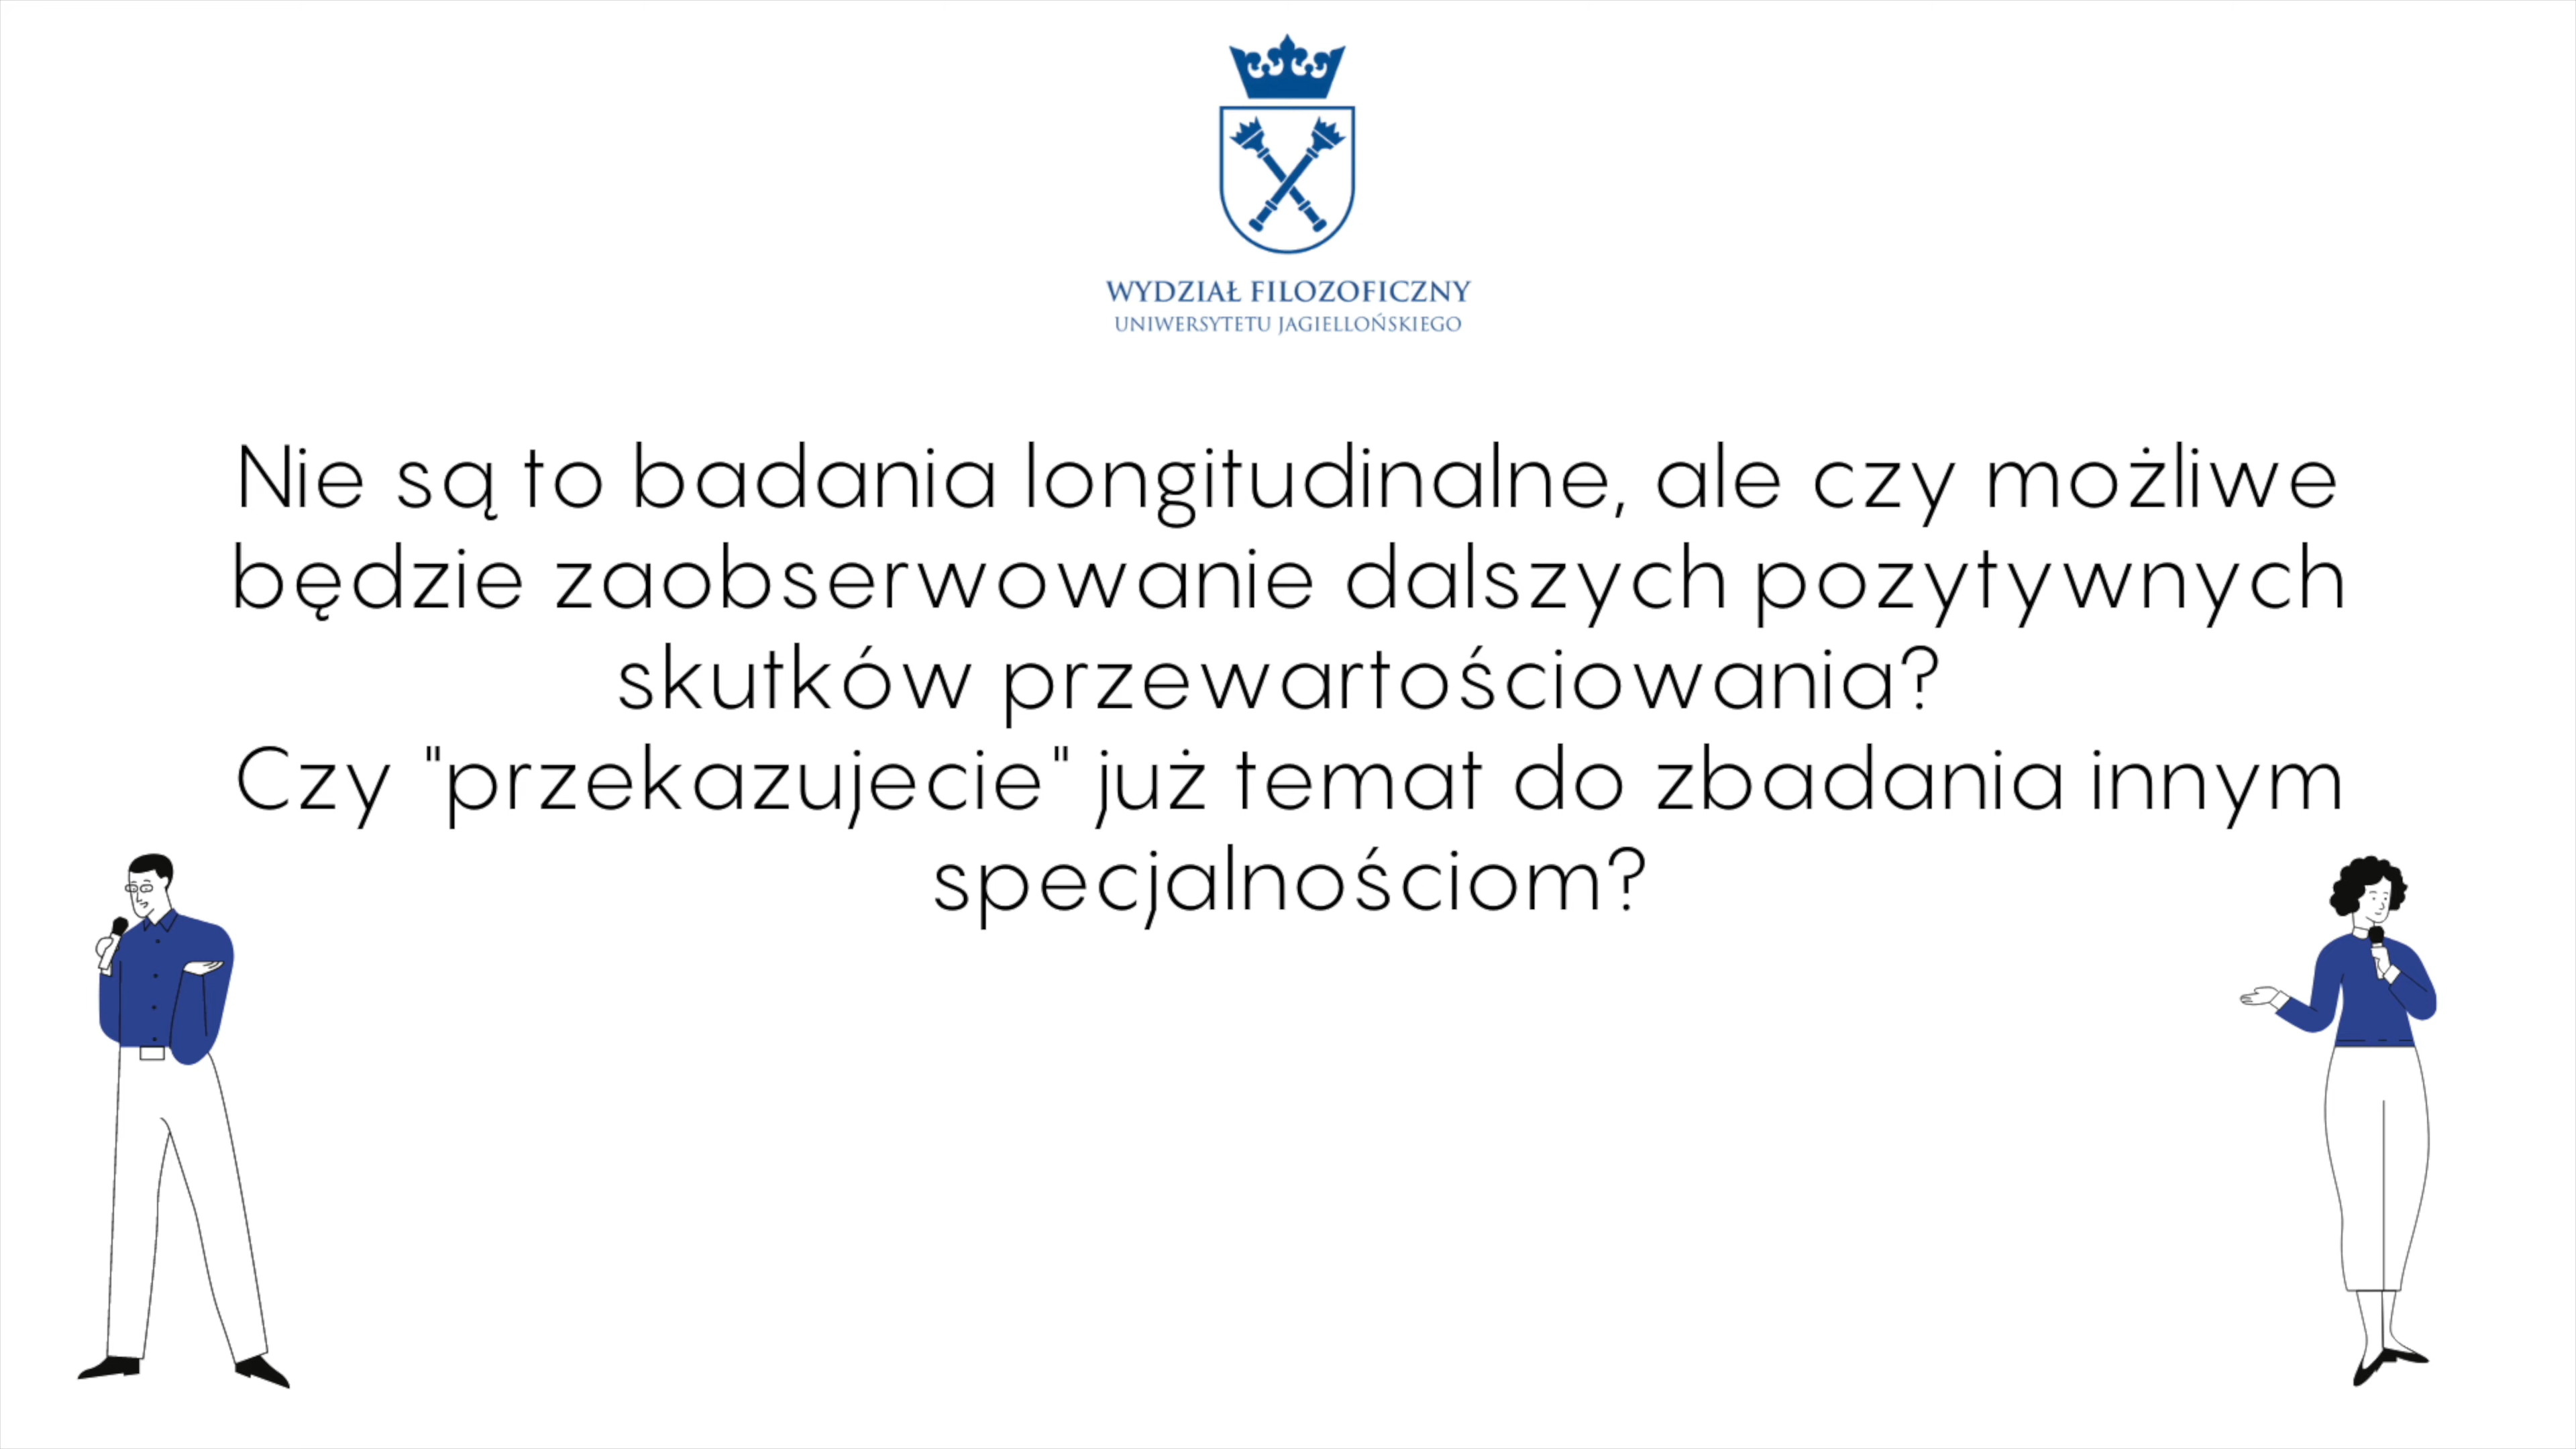 WYDZIAŁ FILOZOFICZNY
UNIWERSYTETU JAGIELLOŃSKIEGO
Nie są to badania longitudinalne, ale czy możliwe
będzie zaobserwowanie dalszych pozytywnych
skutków przewartościowania?
Czy "przekazujecie" już temat do zbadania innym
specjalnościom?